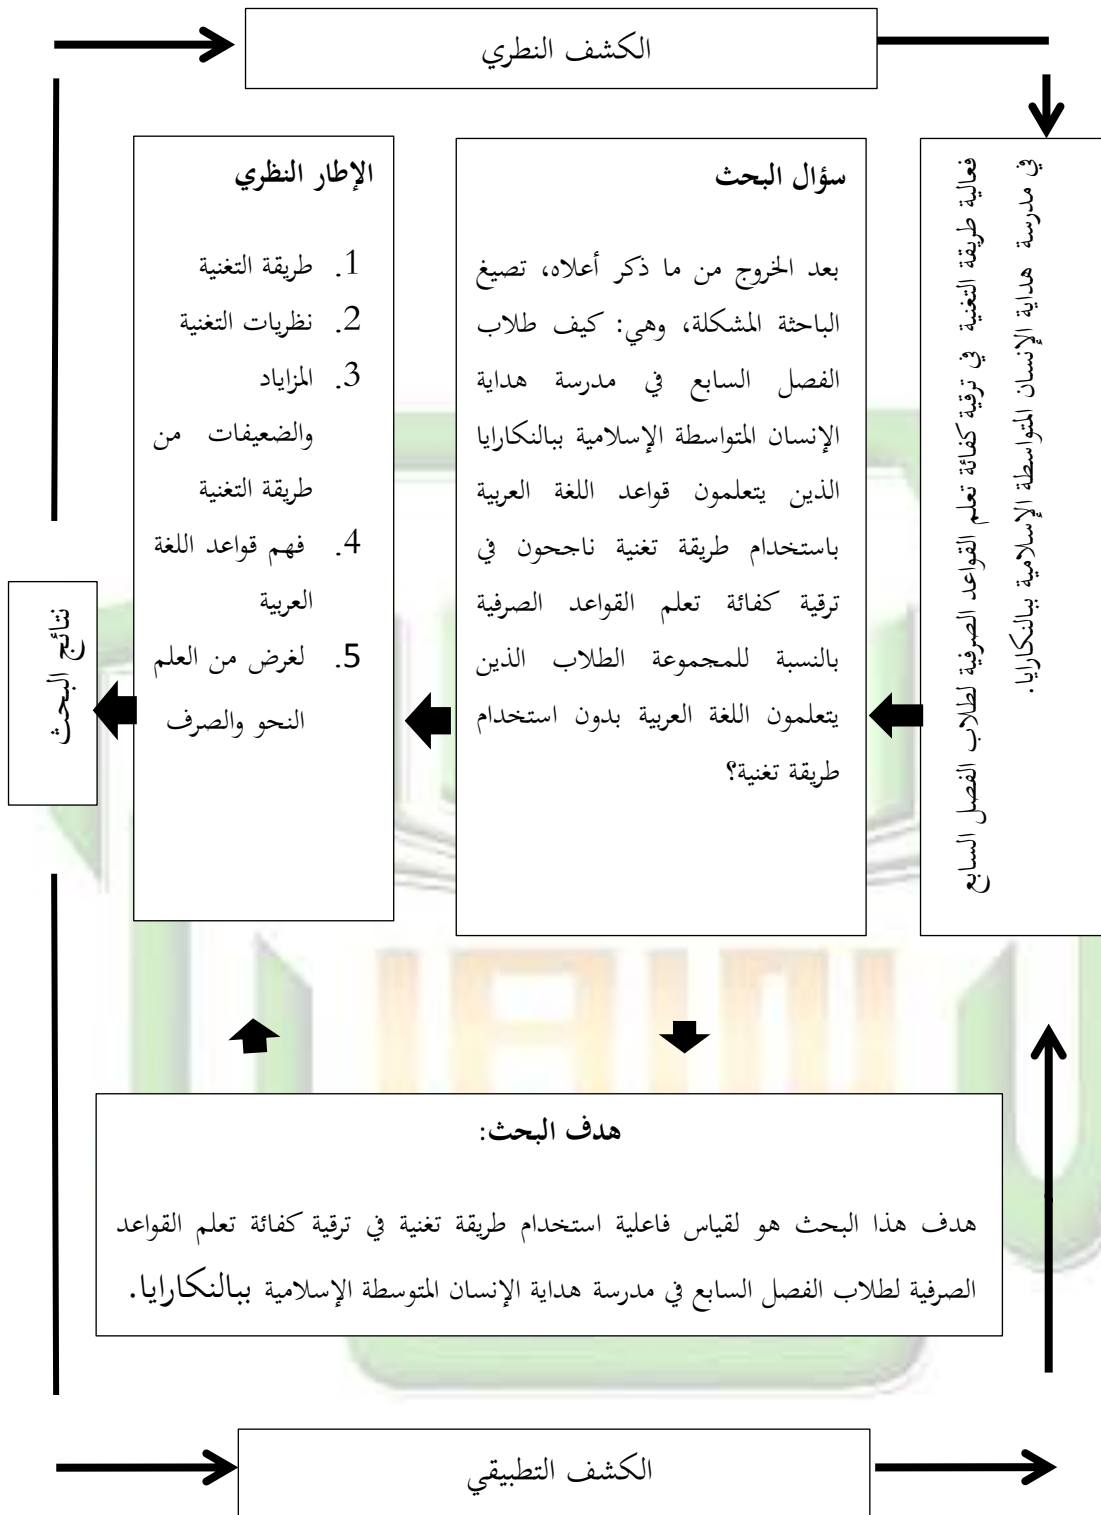 الكشف النطري
فعالية طريقة التغنية في ترقية كفائة تعلم القواعد الصرفية لطلاب الفصل السابع
في مدرسة هداية الإنسان المتواسطة الإسلامية ببالنكارايا.
سؤال البحث
بعد الخروج من ما ذكر أعلاه، تصيغ
الباحثة المشكلة، وهي: كيف طلاب
الفصل السابع في مدرسة هداية
الإنسان المتواسطة الإسلامية ببالنكارايا
الذين يتعلمون قواعد اللغة العربية
باستخدام طريقة تغنية ناجحون في
ترقية كفائة تعلم القواعد الصرفية
بالنسبة للمجموعة الطلاب الذين
يتعلمون اللغة العربية بدون استخدام
طريقة تغنية؟
الإطار النظري
1. طريقة التغنية
2. نظريات التغنية
3. المزاياد
والضعيفات من
طريقة التغنية
4. فهم قواعد اللغة
العربية
5. لغرض من العلم
النحو والصرف
نتائج البحث
هدف البحث:
هدف هذا البحث هو لقياس فاعلية استخدام طريقة تغنية في ترقية كفائة تعلم القواعد
الصرفية لطلاب الفصل السابع في مدرسة هداية الإنسان المتوسطة الإسلامية ببالنكارايا.
الكشف التطبيقي
IAIN